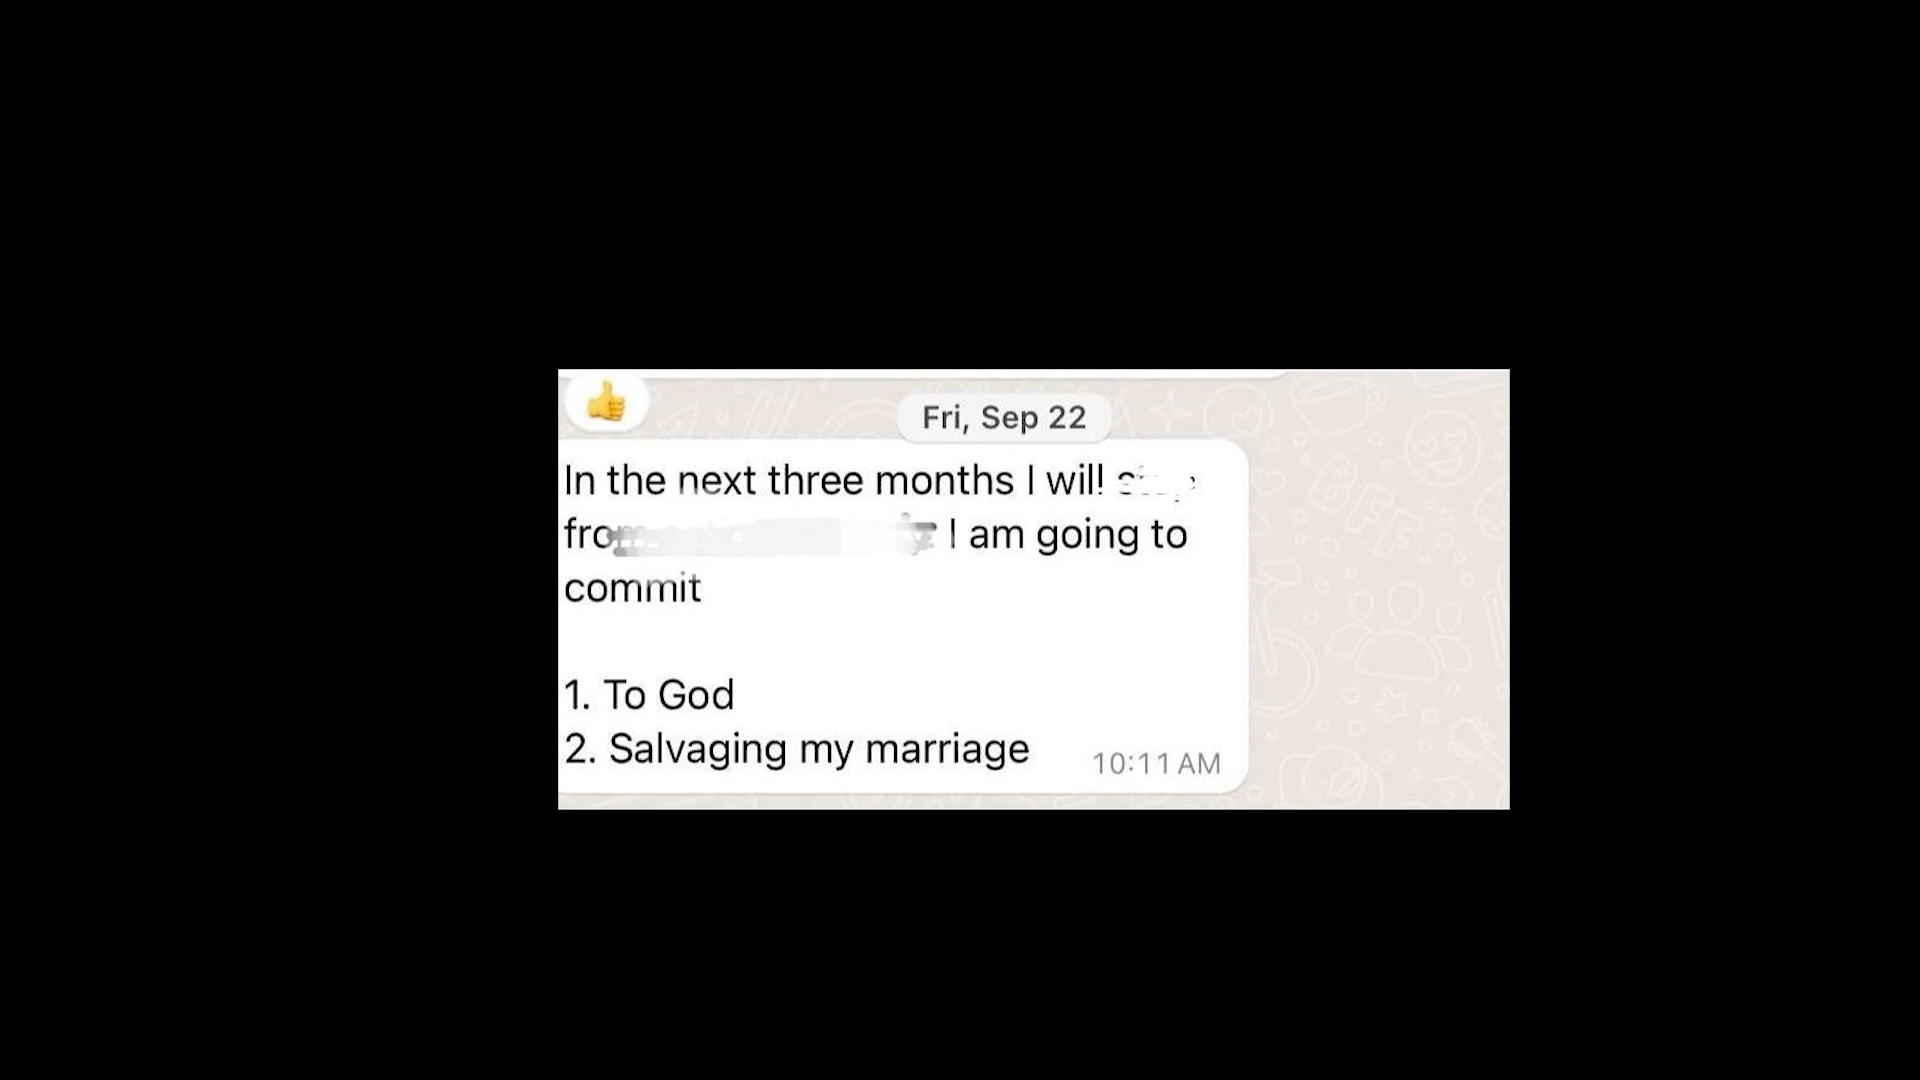 Fri, Sep 22
In the next three months I will
from I am going to
commit
1. To God
2. Salvaging my marriage
10:11 AM